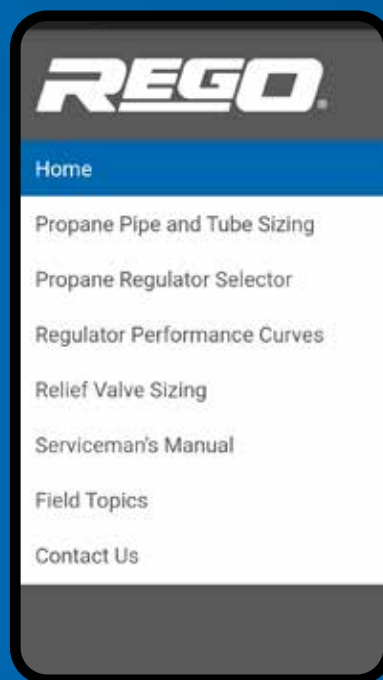 REGO®
Home
Propane Pipe and Tube Sizing
Propane Regulator Selector
Regulator Performance Curves
Relief Valve Sizing
Serviceman's Manual
Field Topics
Contact Us